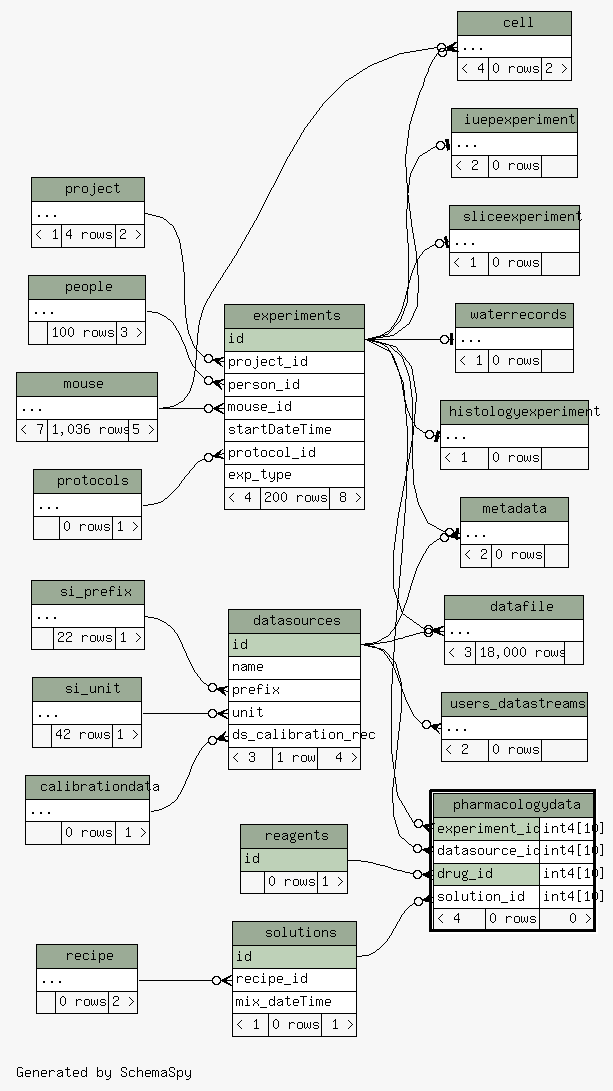 cell
...
< 4 0 rows 2 >
iuepexperiment
...
< 2 0 rows
sliceexperiment
...
< 1 0 rows
waterrecords
...
< 1 0 rows
histologyexperiment
...
< 1 0 rows
metadata
...
< 2 0 rows
datafile
...
< 3 18,000 rows
users_datastreams
...
< 2 0 rows
pharmacologydata
experiment_id int4[10]
datasource_id int4[10]
drug_id int4[10]
solution_id int4[10]
< 4 0 rows 0 >
project
...
< 1 4 rows 2 >
people
...
100 rows 3 >
mouse
...
< 7 1,036 rows 5 >
protocols
...
0 rows 1 >
experiments
id
project_id
person_id
mouse_id
startDateTime
protocol_id
exp_type
< 4 200 rows 8 >
si_prefix
...
22 rows 1 >
si_unit
...
42 rows 1 >
calibrationdata
...
0 rows 1 >
datasources
id
name
prefix
unit
ds_calibration_rec
< 3 1 row 4 >
reagents
id
0 rows 1 >
solutions
id
recipe_id
mix_dateTime
< 1 0 rows 1 >
recipe
...
0 rows 2 >
Generated by SchemaSpy